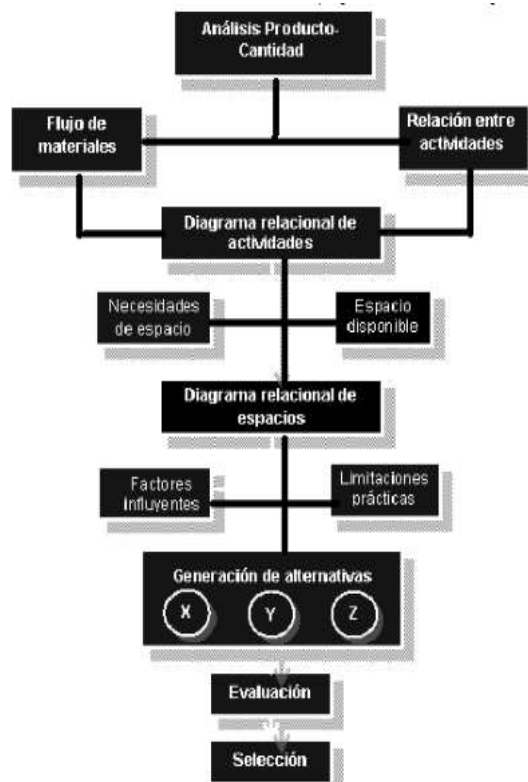 Análisis Producto-
Cantidad
Flujo de
materiales
Relación entre
actividades
Diagrama relacional de
actividades
Necesidades
de espacio
Espacio
disponible
Diagrama relacional de
espacios
Factores
influyentes
Limitaciones
prácticas
Generación de alternativas
X Y Z
Evaluación
Selección